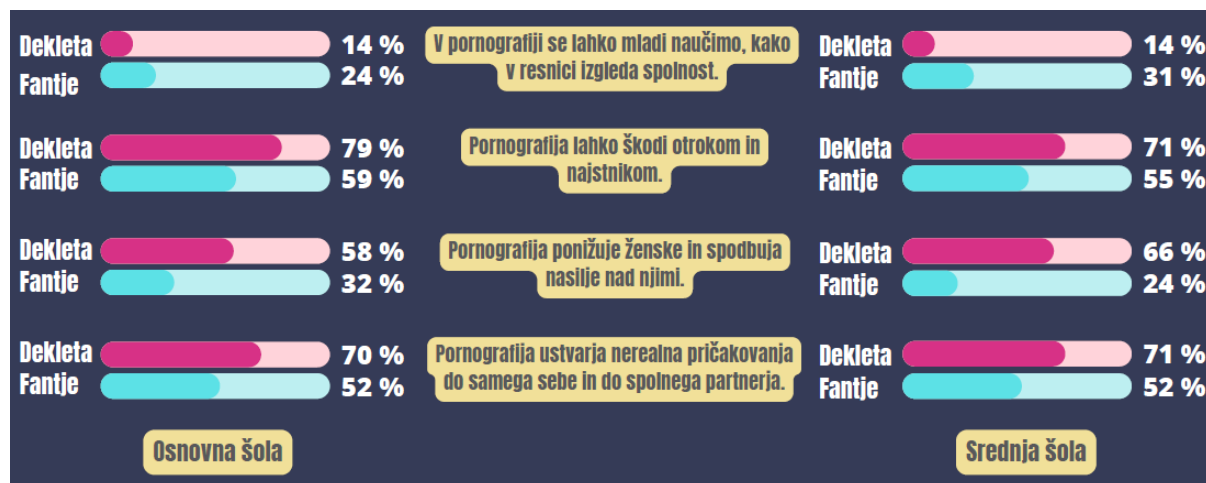 Dekleta 14 %
Fantje 24 %
V pornografiji se lahko mladi naučimo, kako
v resnici izgleda spolnost.
Dekleta 14 %
Fantje 31 %
Dekleta 79 %
Fantje 59 %
Pornografija lahko škodi otrokom in
najstnikom.
Dekleta 71 %
Fantje 55 %
Dekleta 58 %
Fantje 32 %
Pornografija ponižuje ženske in spodbuja
nasilje nad njimi.
Dekleta 66 %
Fantje 24 %
Dekleta 70 %
Fantje 52 %
Pornografija ustvarja nerealna pričakovanja
do samega sebe in do spolnega partnerja.
Dekleta 71 %
Fantje 52 %
Osnovna šola
Srednja šola